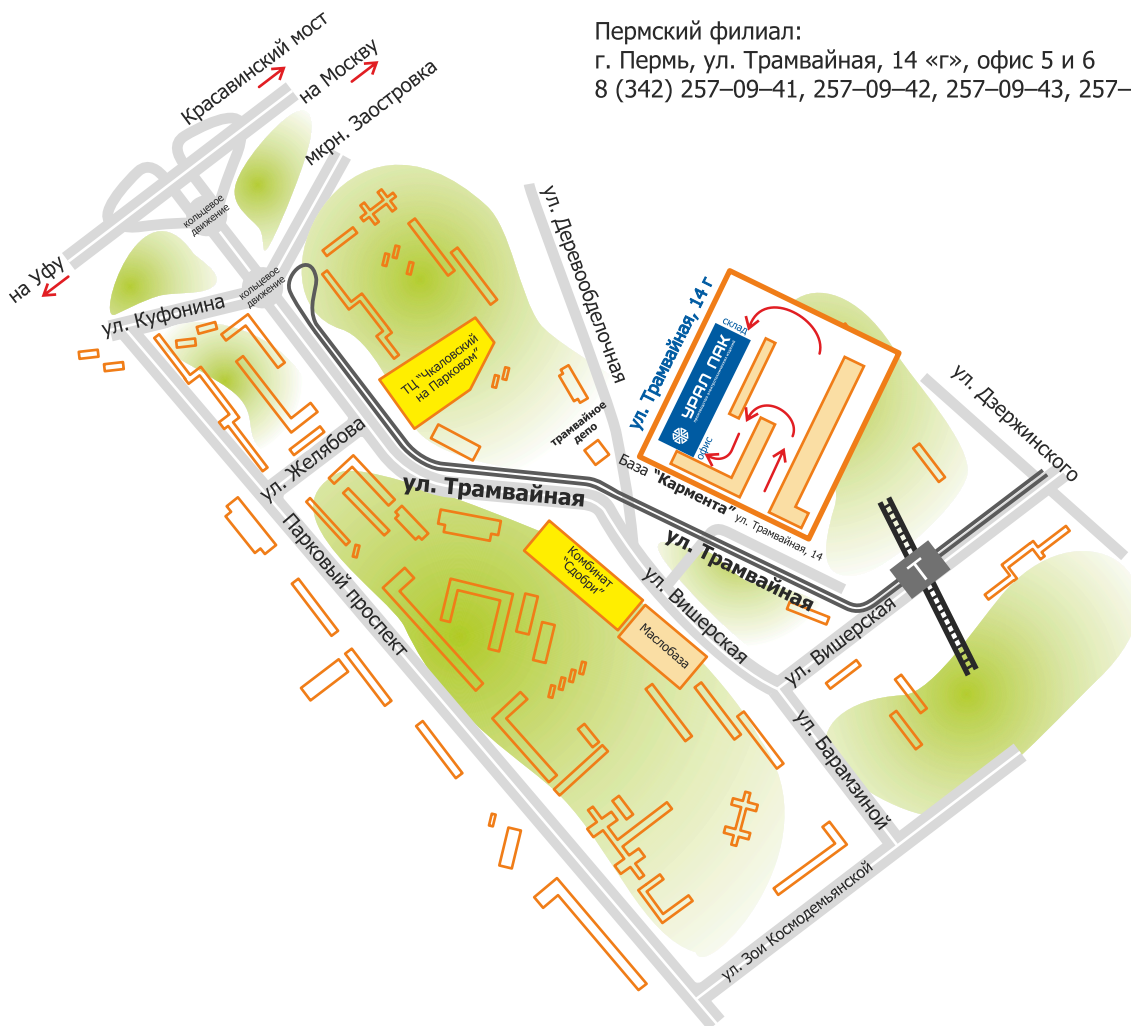 Пермский филиал:
г. Пермь, ул. Трамвайная, 14 «г», офис 5 и 6
8 (342) 257–09–41, 257–09–42, 257–09–43, 257–
Красавинский мост
на Москву
мкрн. Заостровка
кольцевое
движение
на Уфу
ул. Куфонина
кольцевое
движение
ул. Деревообделочная
ул. Трамвайная, 14 г
склад
УРАЛ ПАК
офис
ТЦ "Чкаловский
на Парковом"
трамвайное
депо
ул. Дзержинского
ул. Желябова
ул. Трамвайная
База "Кармента" ул. Трамвайная, 14
ул. Трамвайная
Парковый проспект
Комбинат
"Сдобри"
Маслобаза
ул. Вишерская
Т
ул. Вишерская
ул. Барамзиной
ул. Зои Космодемьянской